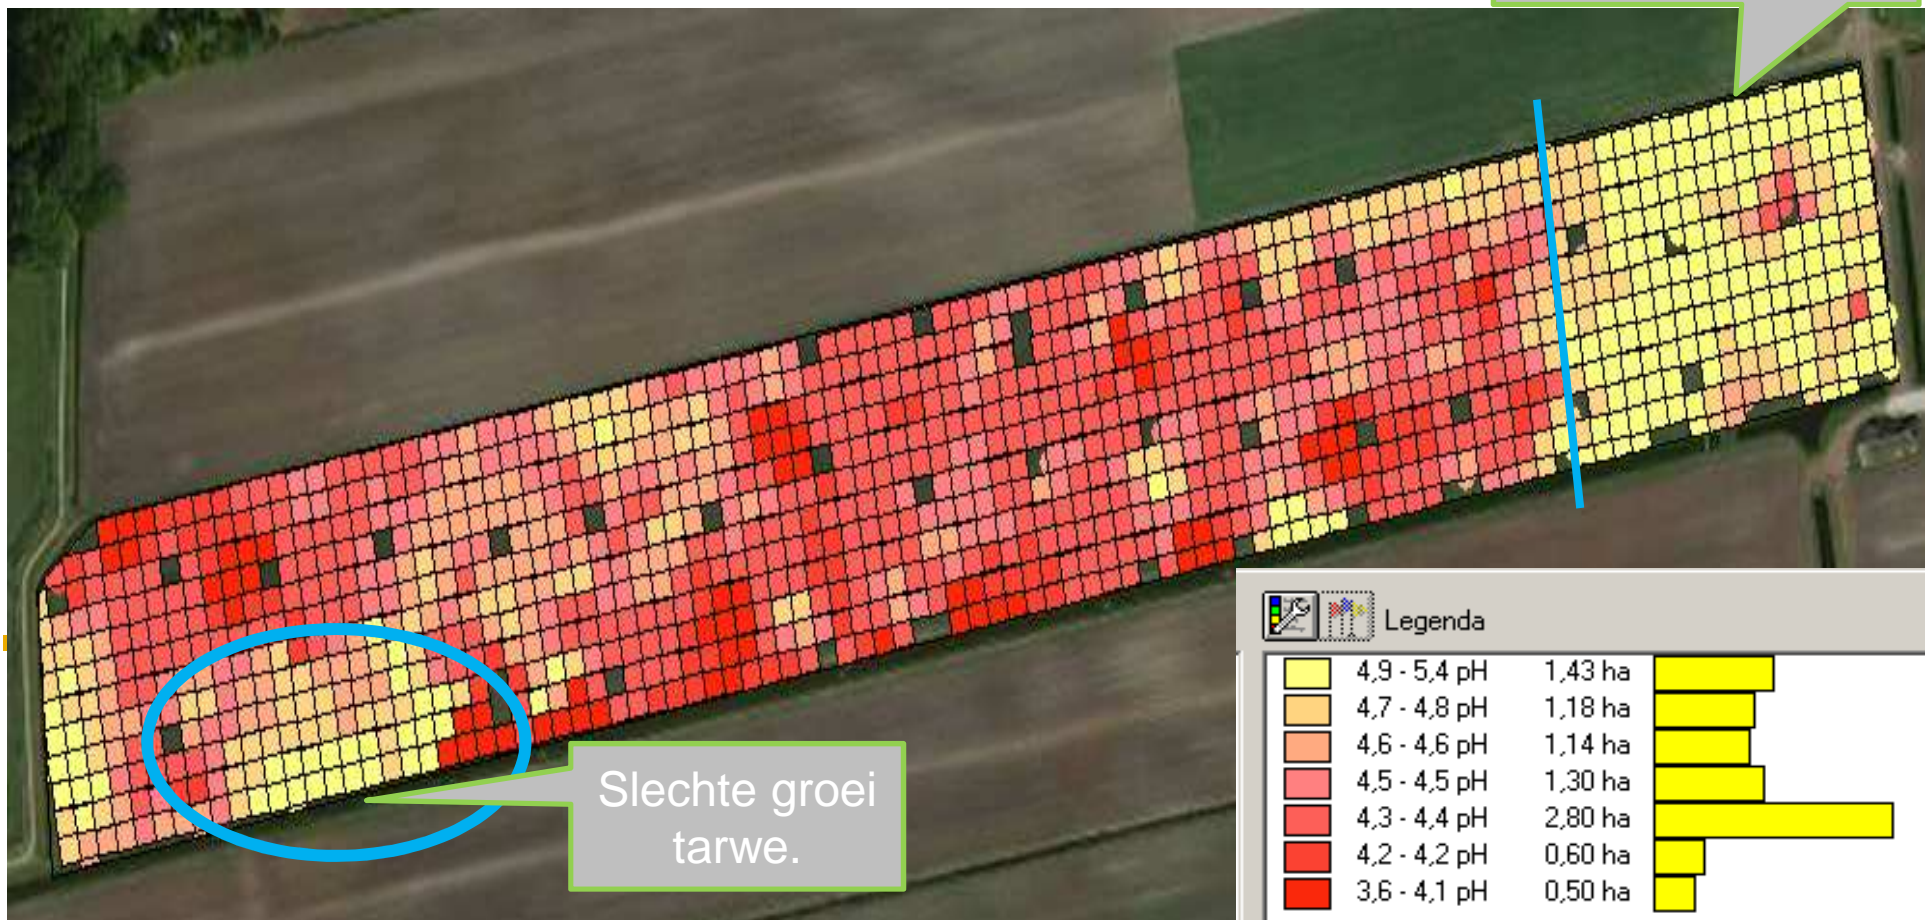 Slechte groei
tarwe.
Legenda
4,9 - 5,4 pH 1,43 ha
4,7 - 4,8 pH 1,18 ha
4,6 - 4,6 pH 1,14 ha
4,5 - 4,5 pH 1,30 ha
4,3 - 4,4 pH 2,80 ha
4,2 - 4,2 pH 0,60 ha
3,6 - 4,1 pH 0,50 ha